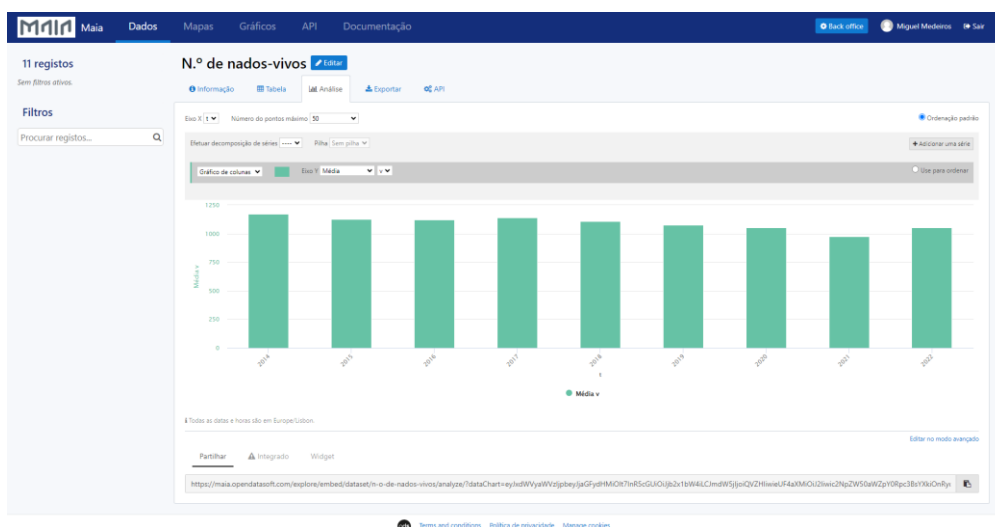 MAIA Maia Dados Mapas Gráficos API Documentação Back office Miguel Medeiros Sair
11 registos
Sem filtros ativos.
Filtros
Procurar registos...
N.º de nados-vivos Editar
Informação Tabela Análise Exportar API
Eixo X t Número do pontos máximo 50 Ordenação padrão
Efetuar decomposição de séries ---- Pilha Sem pilha Adicionar uma série
Gráfico de colunas Eixo Y Média v Use para ordenar
1250
1000
750
500
250
0
Média v
2014 2015 2016 2017 2018 2019 2020 2021 2022
t
Média v
Todas as datas e horas são em Europe/Lisbon.
Editar no modo avançado
Partilhar Integrado Widget
Terms and conditions Política de privacidade Manage cookies